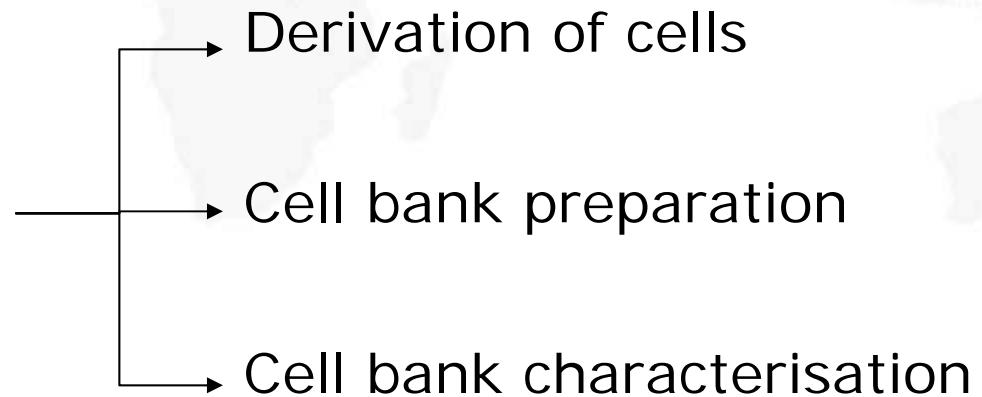 Derivation of cells
Cell bank preparation
Cell bank characterisation